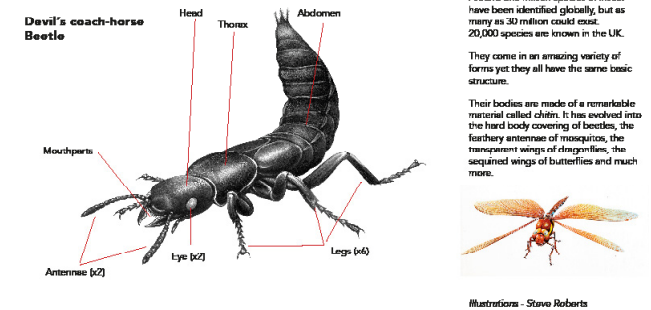 Devil's coach-horse
Beetle
Head
Thorax
Abdomen
Mouthparts
Antennae (x2)
Eye (x2)
Legs (x6)
have been identified globally, but as
many as 30 million could exist.
20,000 species are known in the UK.
They come in an amazing variety of
forms yet they all have the same basic
structure.
Their bodies are made of a remarkable
material called chitin. It has evolved into
the hard body covering of beetles, the
feathery antennae of mosquitos, the
transparent wings of dragonflies, the
sequined wings of butterflies and much
more.
Illustrations - Steve Roberts